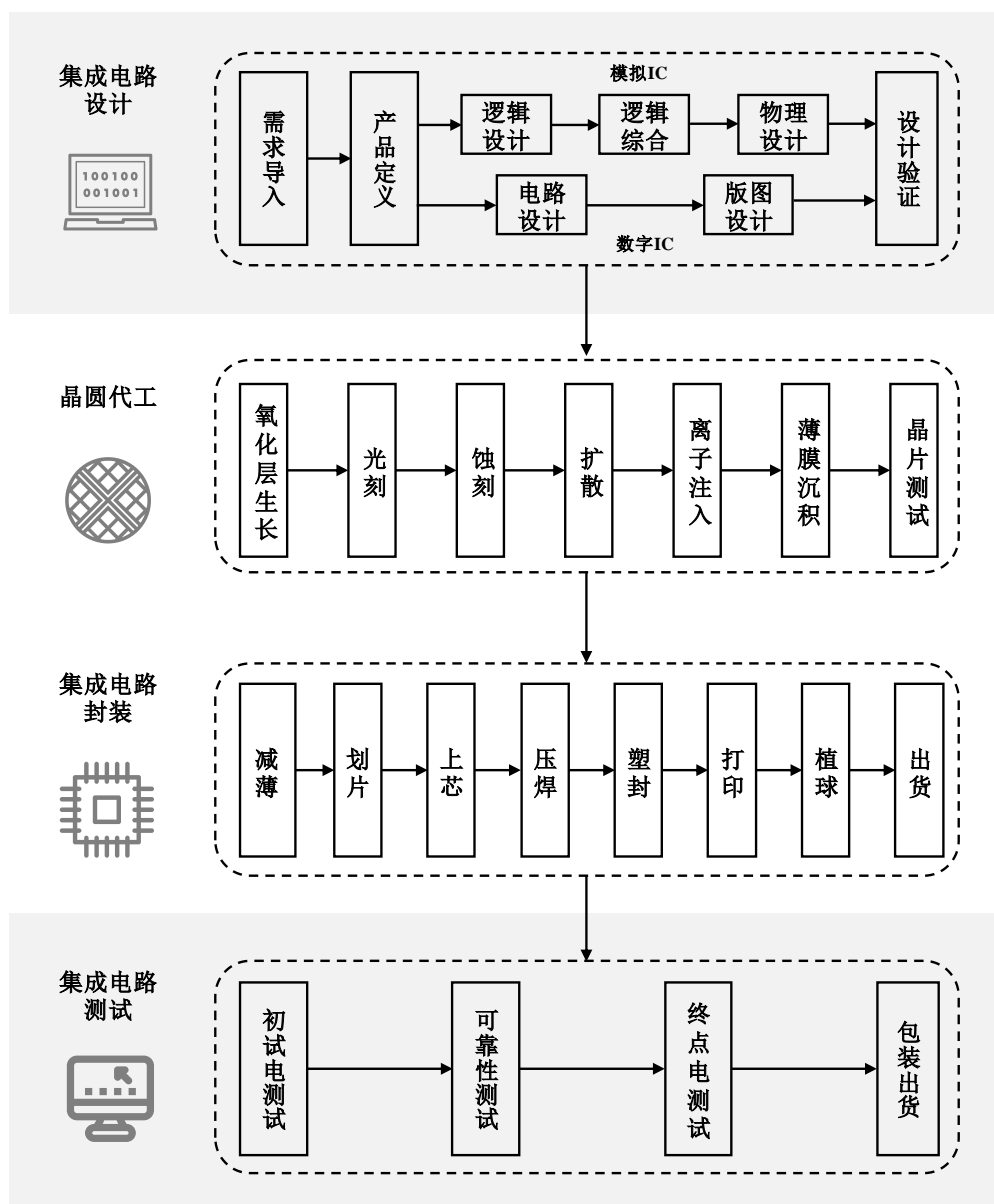 集成电路
设计
100100
001001
模拟IC
需求导入
产品定义
逻辑
设计
逻辑
综合
物理
设计
电路
设计
版图
设计
数字IC
设计验证
晶圆代工
氧化层生长
光刻
蚀刻
扩散
离子注入
薄膜沉积
晶片测试
集成电路
封装
减薄
划片
上芯
压焊
塑封
打印
植球
出货
集成电路
测试
初试电测试
可靠性测试
终点电测试
包装出货